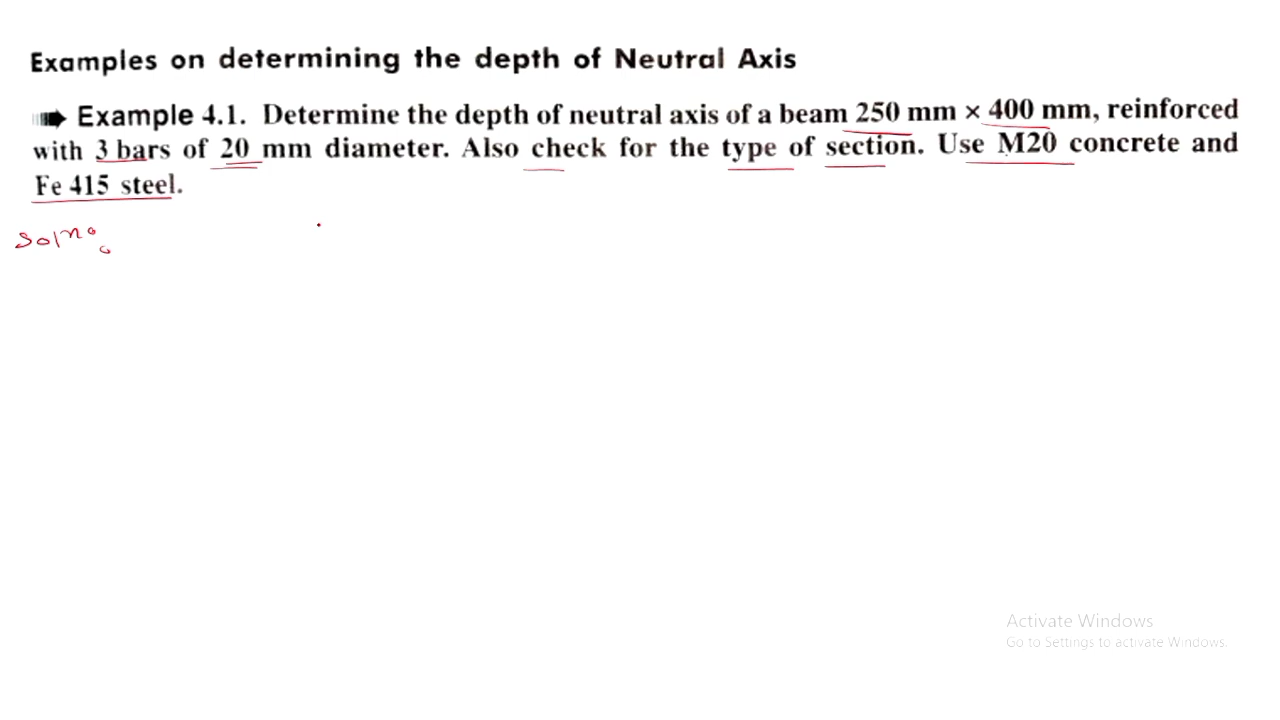 Examples on determining the depth of Neutral Axis
Example 4.1. Determine the depth of neutral axis of a beam 250 mm × 400 mm, reinforced
with 3 bars of 20 mm diameter. Also check for the type of section. Use M20 concrete and
Fe 415 steel.
Soln:
Activate Windows
Go to Settings to activate Windows.